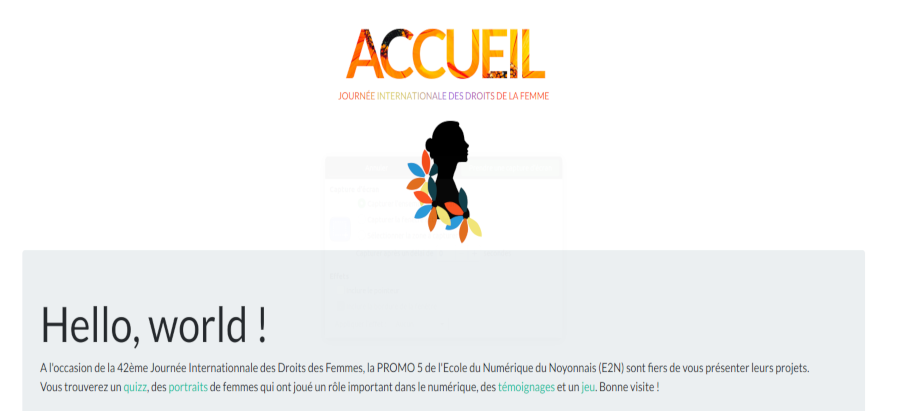 ACCUEIL
JOURNÉE INTERNATIONALE DES DROITS DE LA FEMME
Hello, world !
A l'occasion de la 42ème Journée Internationale des Droits des Femmes, la PROMO 5 de l'Ecole du Numérique du Noyonnais (E2N) sont fiers de vous présenter leurs projets.
Vous trouverez un quizz, des portraits de femmes qui ont joué un rôle important dans le numérique, des témoignages et un jeu. Bonne visite !